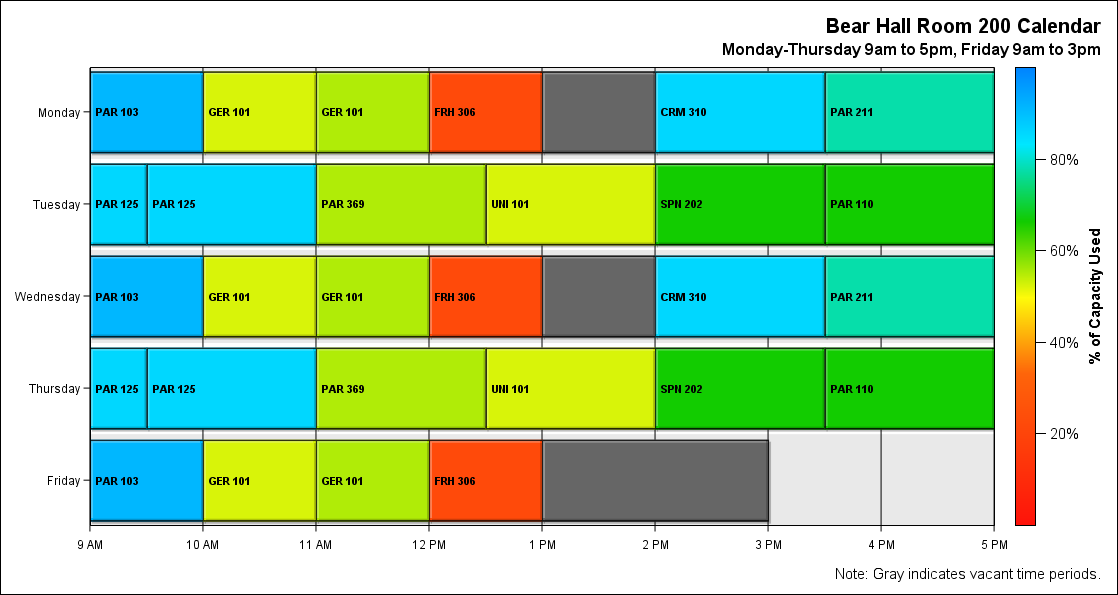 Bear Hall Room 200 Calendar
Monday-Thursday 9am to 5pm, Friday 9am to 3pm
Monday
PAR 103 GER 101 GER 101 FRH 306 CRM 310 PAR 211
Tuesday
PAR 125 PAR 125 PAR 369 UNI 101 SPN 202 PAR 110
Wednesday
PAR 103 GER 101 GER 101 FRH 306 CRM 310 PAR 211
Thursday
PAR 125 PAR 125 PAR 369 UNI 101 SPN 202 PAR 110
Friday
PAR 103 GER 101 GER 101 FRH 306
9 AM 10 AM 11 AM 12 PM 1 PM 2 PM 3 PM 4 PM 5 PM
80%
60%
40%
20%
% of Capacity Used
Note: Gray indicates vacant time periods.